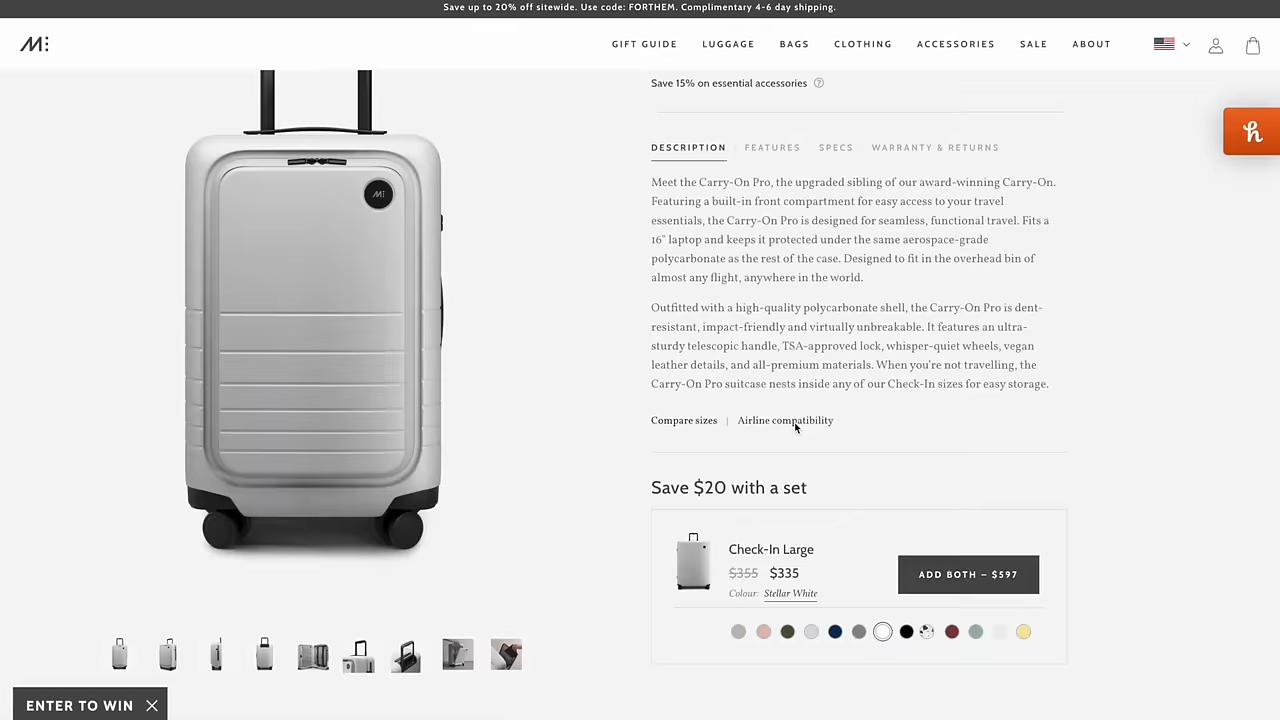 Save up to 20% off sitewide. Use code: FORTHEM. Complimentary 4-6 day shipping.
GIFT GUIDE LUGGAGE BAGS CLOTHING ACCESSORIES SALE ABOUT
Save 15% on essential accessories ?
DESCRIPTION FEATURES SPECS WARRANTY & RETURNS
Meet the Carry-On Pro, the upgraded sibling of our award-winning Carry-On.
Featuring a built-in front compartment for easy access to your travel
essentials, the Carry-On Pro is designed for seamless, functional travel. Fits a
16" laptop and keeps it protected under the same aerospace-grade
polycarbonate as the rest of the case. Designed to fit in the overhead bin of
almost any flight, anywhere in the world.
Outfitted with a high-quality polycarbonate shell, the Carry-On Pro is dent-
resistant, impact-friendly and virtually unbreakable. It features an ultra-
sturdy telescopic handle, TSA-approved lock, whisper-quiet wheels, vegan
leather details, and all-premium materials. When you're not travelling, the
Carry-On Pro suitcase nests inside any of our Check-In sizes for easy storage.
Compare sizes | Airline compatibility
Save $20 with a set
Check-In Large
$355 $335
Colour: Stellar White
ADD BOTH – $597
ENTER TO WIN